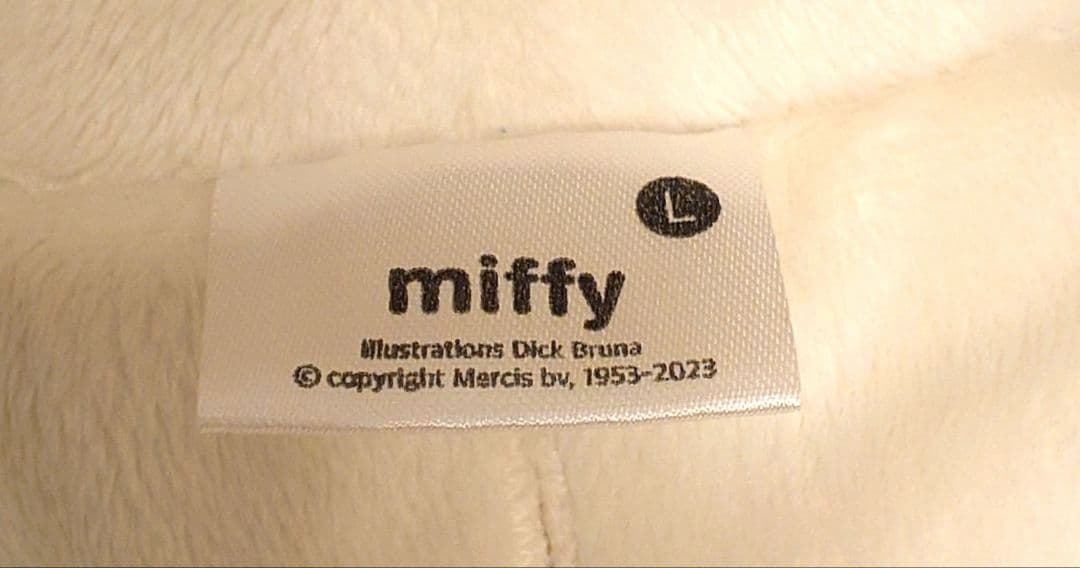 L
miffy
Illustrations Dick Bruna
© copyright Mercis bv, 1953-2023